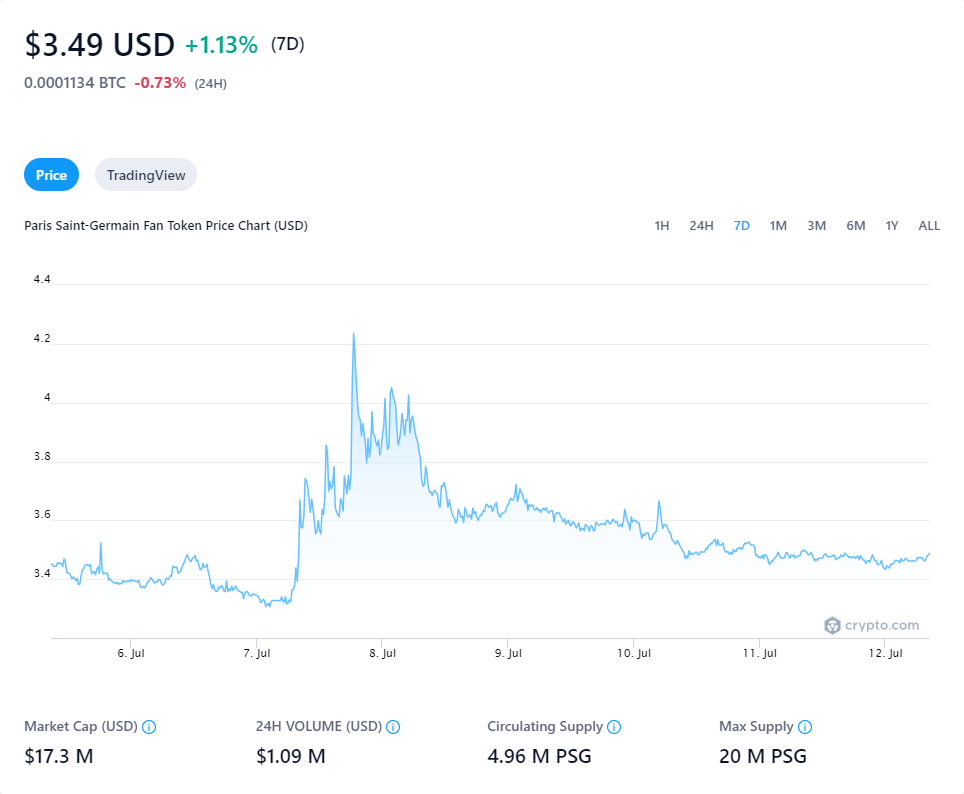 $3.49 USD +1.13% (7D)
0.0001134 BTC -0.73% (24H)
Price TradingView
Paris Saint-Germain Fan Token Price Chart (USD) 1H 24H 7D 1M 3M 6M 1Y ALL
4.4
4.2
4
3.8
3.6
3.4
crypto.com
6. Jul 7. Jul 8. Jul 9. Jul 10. Jul 11. Jul 12. Jul
Market Cap (USD) 24H VOLUME (USD) Circulating Supply Max Supply
$17.3 M $1.09 M 4.96 M PSG 20 M PSG